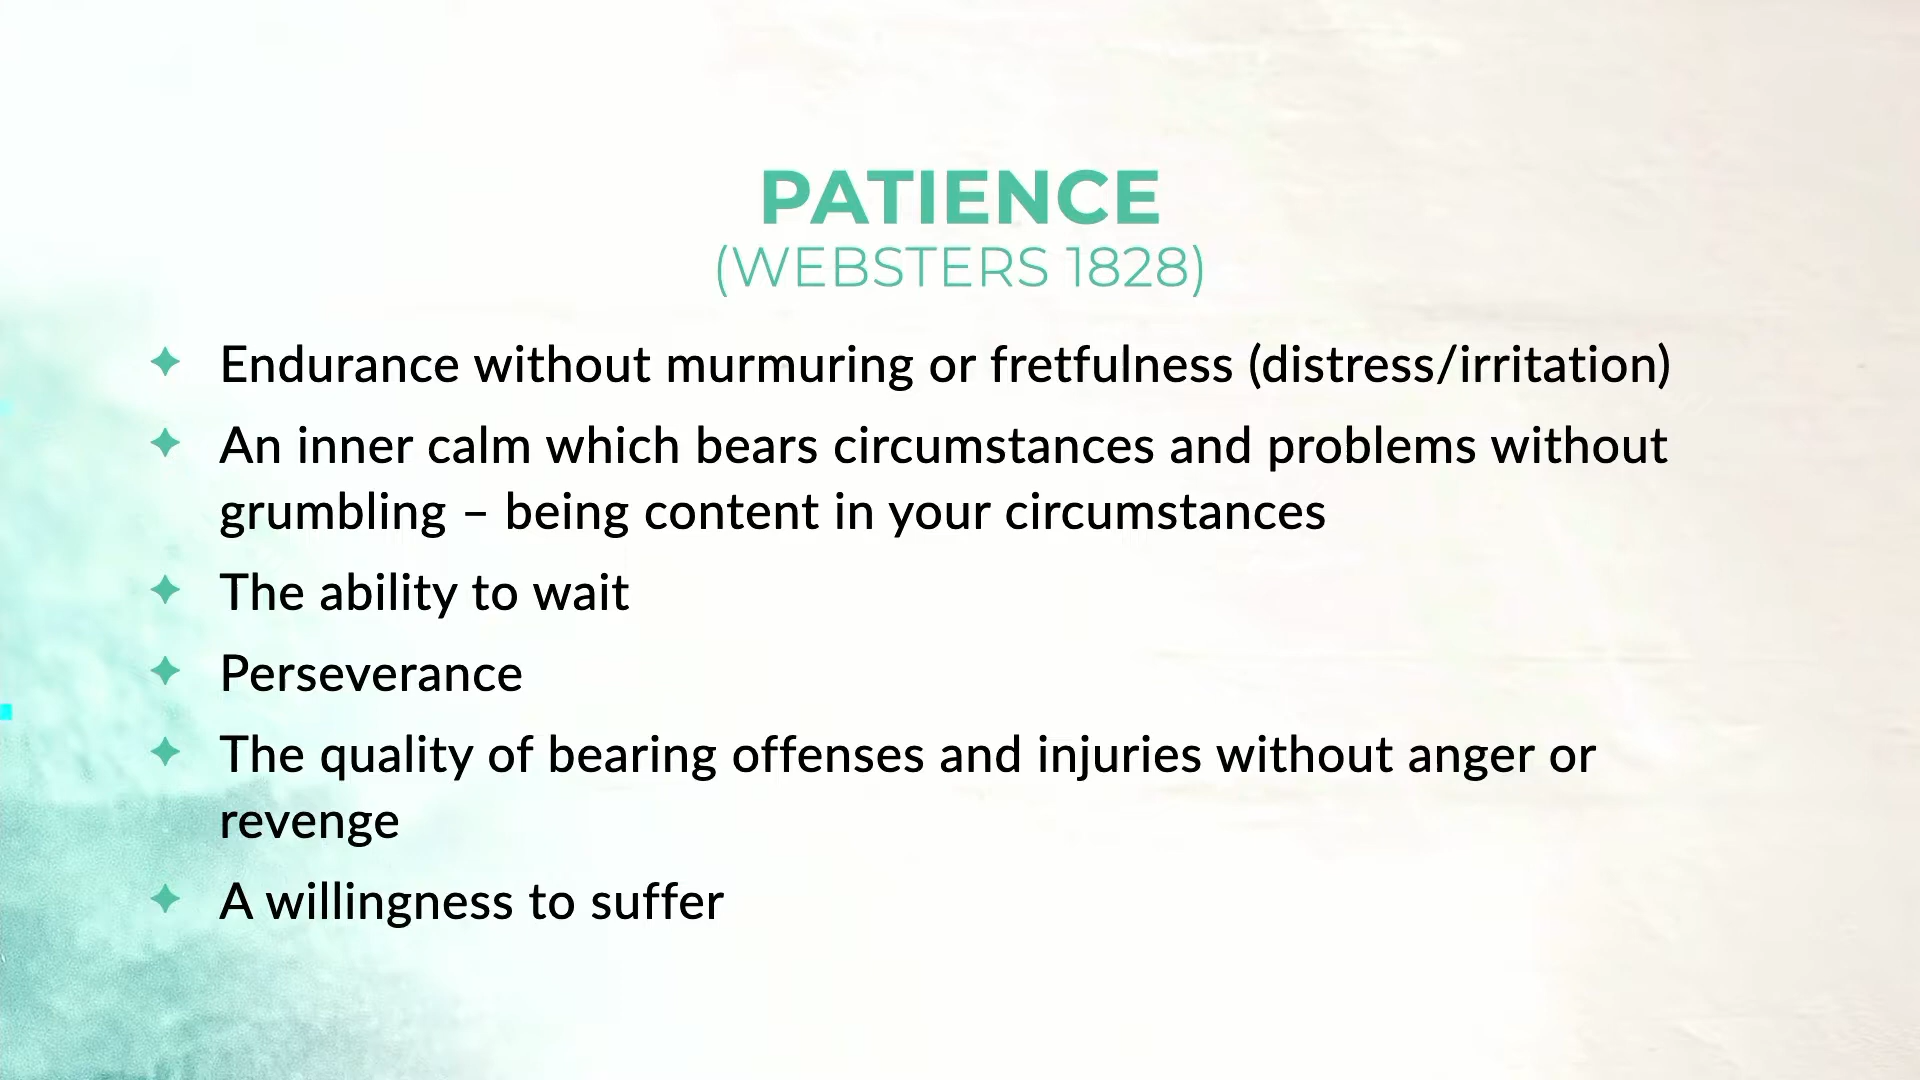 PATIENCE
(WEBSTERS 1828)
Endurance without murmuring or fretfulness (distress/irritation)
An inner calm which bears circumstances and problems without
grumbling – being content in your circumstances
The ability to wait
Perseverance
The quality of bearing offenses and injuries without anger or
revenge
A willingness to suffer